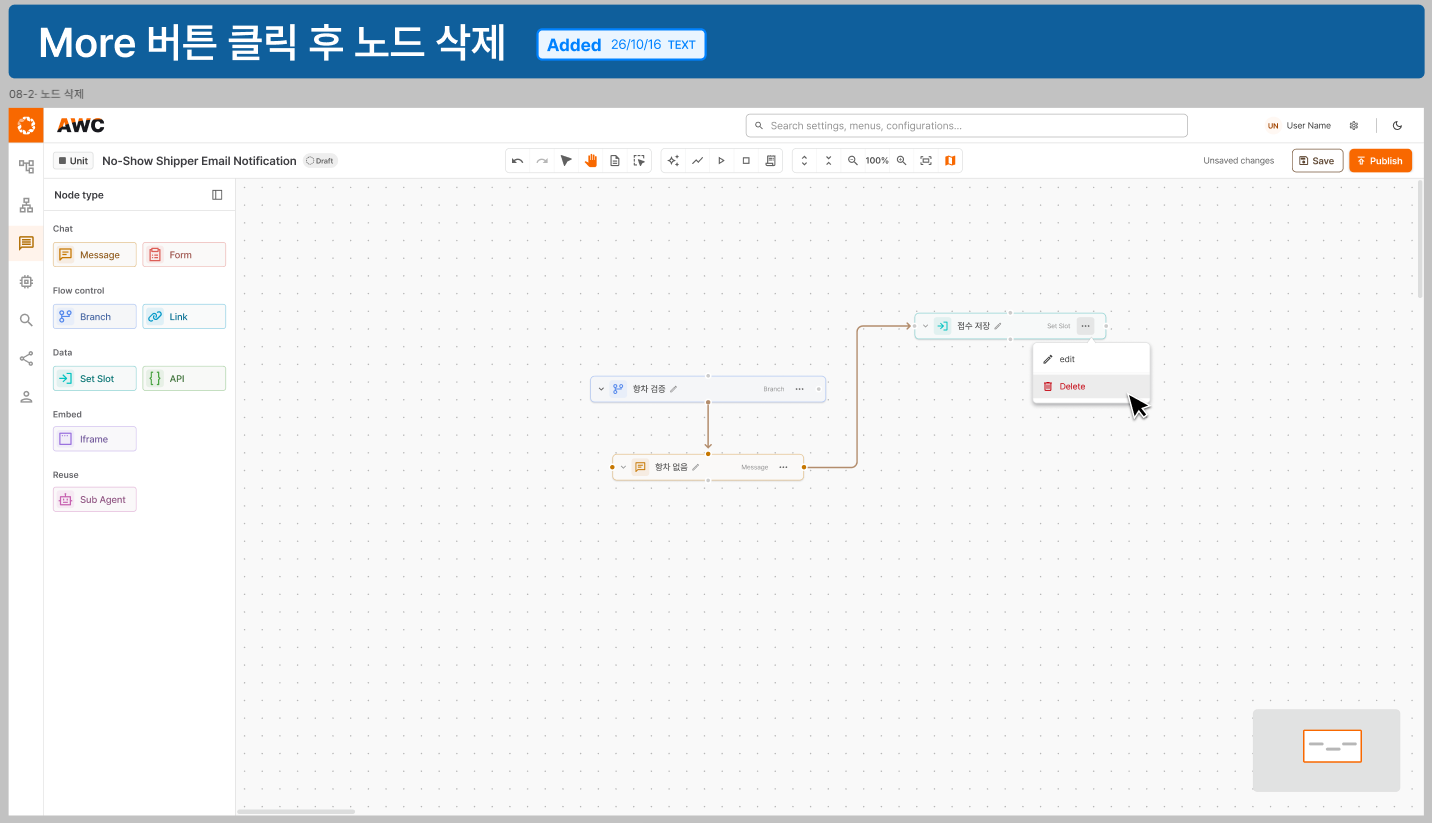 More 버튼 클릭 후 노드 삭제
Added 26/10/16 TEXT
08-2· 노드 삭제
AWC
Search settings, menus, configurations...
UN User Name
Unit No-Show Shipper Email Notification Draft
100%
Unsaved changes Save Publish
Node type
Chat
Message Form
Flow control
Branch Link
Data
Set Slot API
Embed
Iframe
Reuse
Sub Agent
점수 저장 Set Slot
edit
Delete
항차 검증 Branch
항차 없음 Message